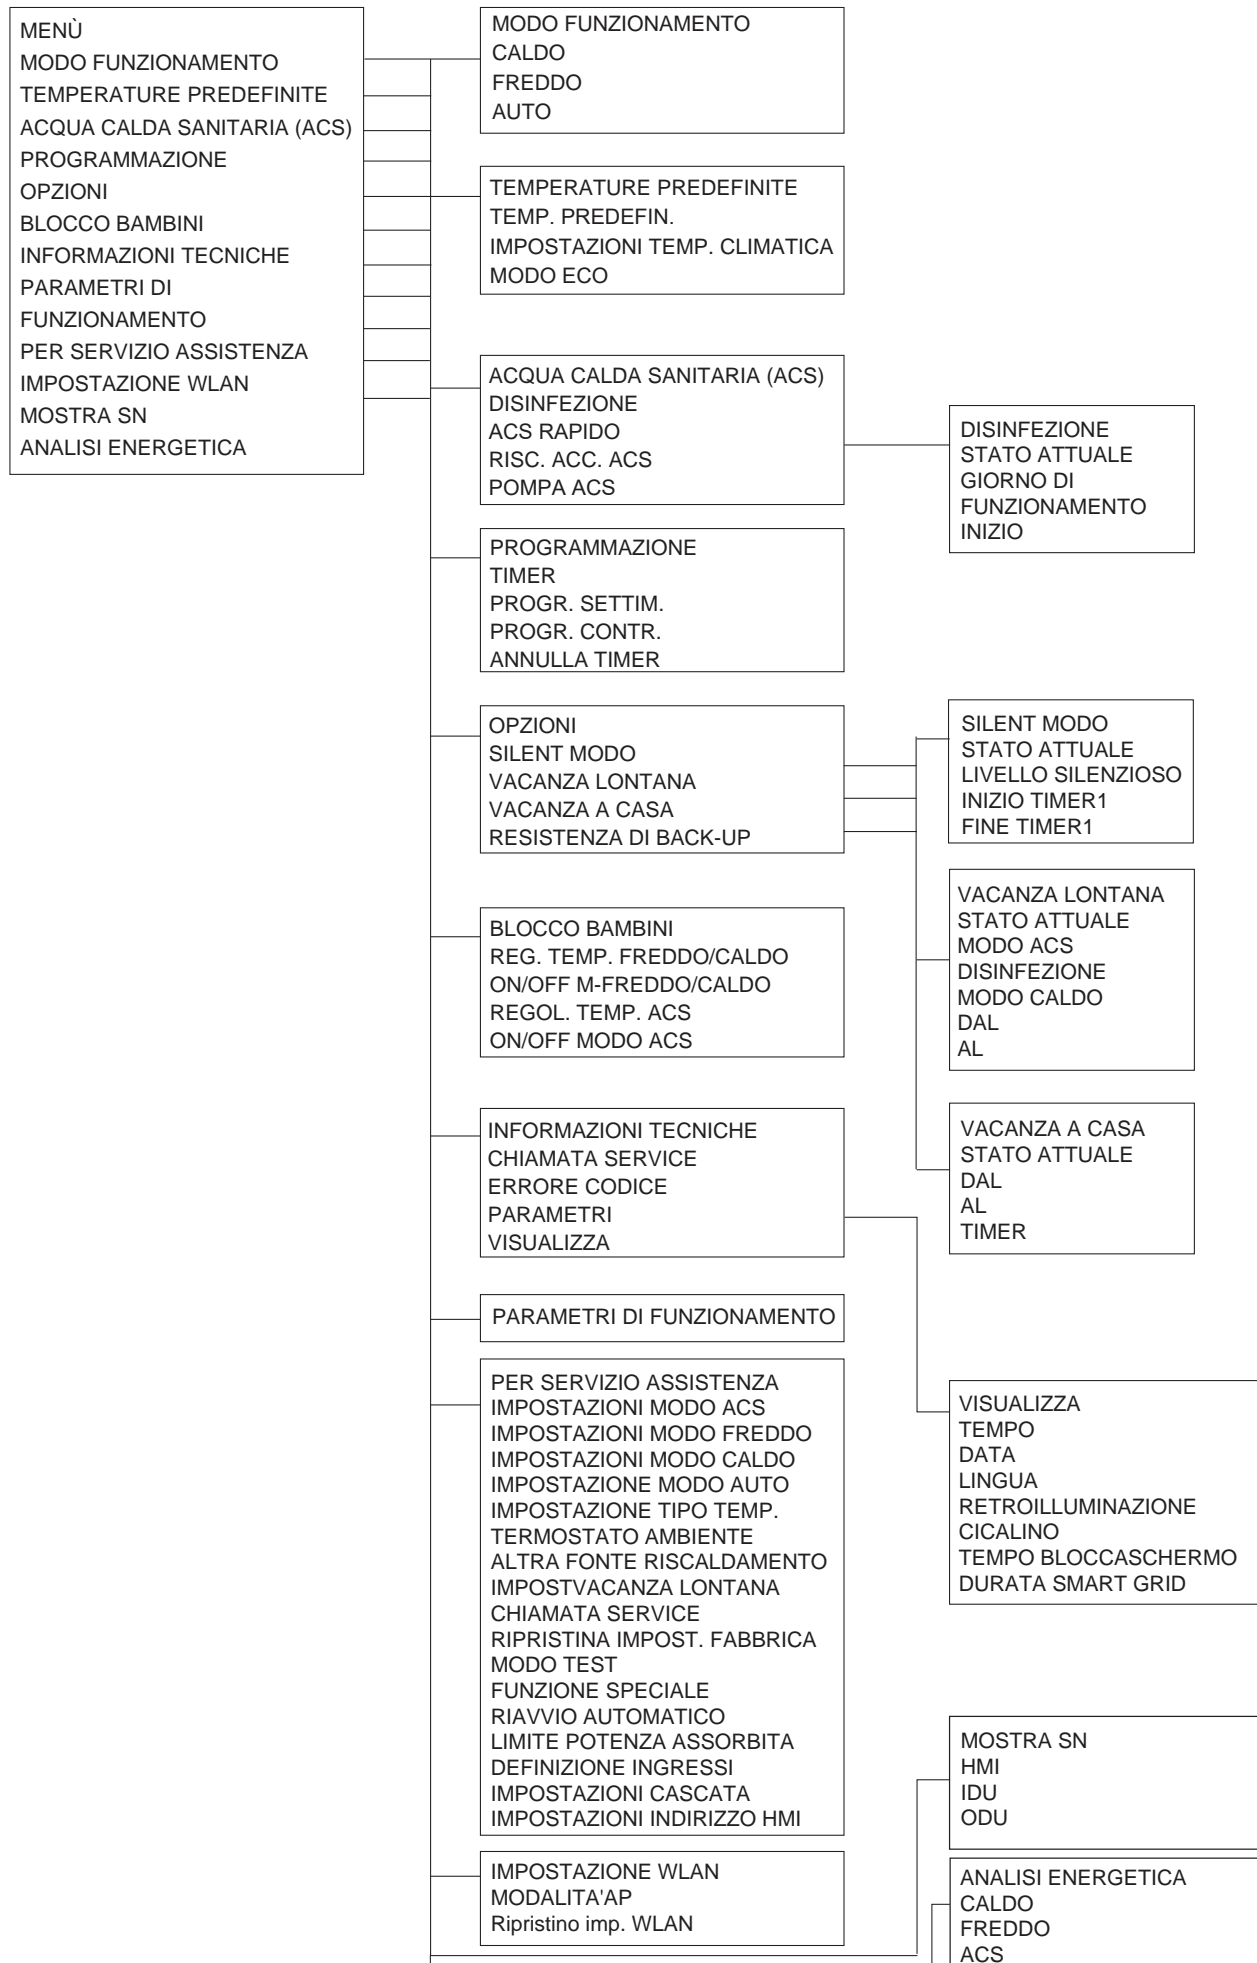 MENÙ
MODO FUNZIONAMENTO
TEMPERATURE PREDEFINITE
ACQUA CALDA SANITARIA (ACS)
PROGRAMMAZIONE
OPZIONI
BLOCCO BAMBINI
INFORMAZIONI TECNICHE
PARAMETRI DI
FUNZIONAMENTO
PER SERVIZIO ASSISTENZA
IMPOSTAZIONE WLAN
MOSTRA SN
ANALISI ENERGETICA
MODO FUNZIONAMENTO
CALDO
FREDDO
AUTO
TEMPERATURE PREDEFINITE
TEMP. PREDEFIN.
IMPOSTAZIONI TEMP. CLIMATICA
MODO ECO
ACQUA CALDA SANITARIA (ACS)
DISINFEZIONE
ACS RAPIDO
RISC. ACC. ACS
POMPA ACS
DISINFEZIONE
STATO ATTUALE
GIORNO DI
FUNZIONAMENTO
INIZIO
PROGRAMMAZIONE
TIMER
PROGR. SETTIM.
PROGR. CONTR.
ANNULLA TIMER
OPZIONI
SILENT MODO
VACANZA LONTANA
VACANZA A CASA
RESISTENZA DI BACK-UP
SILENT MODO
STATO ATTUALE
LIVELLO SILENZIOSO
INIZIO TIMER1
FINE TIMER1
VACANZA LONTANA
STATO ATTUALE
MODO ACS
DISINFEZIONE
MODO CALDO
DAL
AL
VACANZA A CASA
STATO ATTUALE
DAL
AL
TIMER
BLOCCO BAMBINI
REG. TEMP. FREDDO/CALDO
ON/OFF M-FREDDO/CALDO
REGOL. TEMP. ACS
ON/OFF MODO ACS
INFORMAZIONI TECNICHE
CHIAMATA SERVICE
ERRORE CODICE
PARAMETRI
VISUALIZZA
VISUALIZZA
TEMPO
DATA
LINGUA
RETROILLUMINAZIONE
CICALINO
TEMPO BLOCCASCHERMO
DURATA SMART GRID
PARAMETRI DI FUNZIONAMENTO
PER SERVIZIO ASSISTENZA
IMPOSTAZIONI MODO ACS
IMPOSTAZIONI MODO FREDDO
IMPOSTAZIONI MODO CALDO
IMPOSTAZIONE MODO AUTO
IMPOSTAZIONE TIPO TEMP.
TERMOSTATO AMBIENTE
ALTRA FONTE RISCALDAMENTO
IMPOSTVACANZA LONTANA
CHIAMATA SERVICE
RIPRISTINA IMPOST. FABBRICA
MODO TEST
FUNZIONE SPECIALE
RIAVVIO AUTOMATICO
LIMITE POTENZA ASSORBITA
DEFINIZIONE INGRESSI
IMPOSTAZIONI CASCATA
IMPOSTAZIONI INDIRIZZO HMI
IMPOSTAZIONE WLAN
MODALITA'AP
Ripristino imp. WLAN
MOSTRA SN
HMI
IDU
ODU
ANALISI ENERGETICA
CALDO
FREDDO
ACS